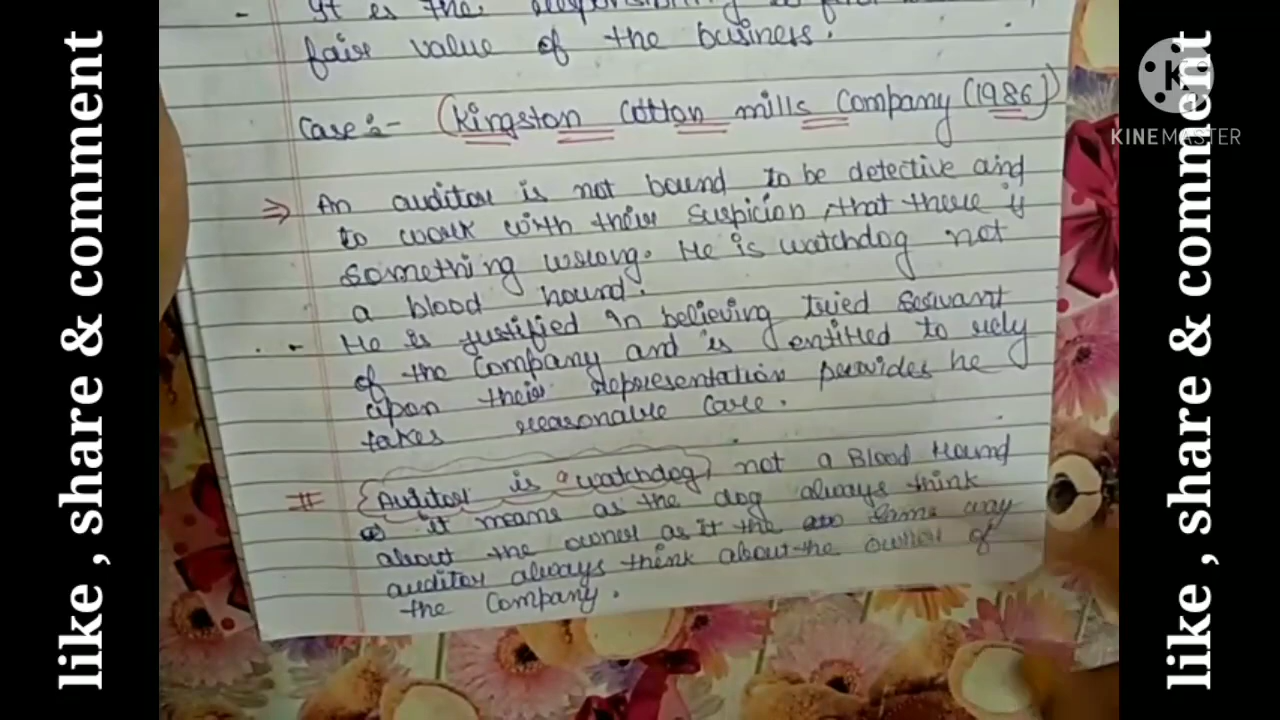 It is the responsibility
fair value of the business.
Case :- (Kingston Cotton mills Company (1986)
⇒ An auditor is not bound to be detective and
to work with their suspicion, that there is
something wrong. He is watchdog not
a blood hound.
- He is justified in believing tried servant
of the Company and is entitled to rely
upon their representation provides he
takes reasonable care.
# Auditor is a watchdog, not a Blood Hound
it means as the dog always think
about the owner as it the same way
auditor always think about the owner of
the Company.
like , share & comment
like , share & comment
K
KINEMASTER